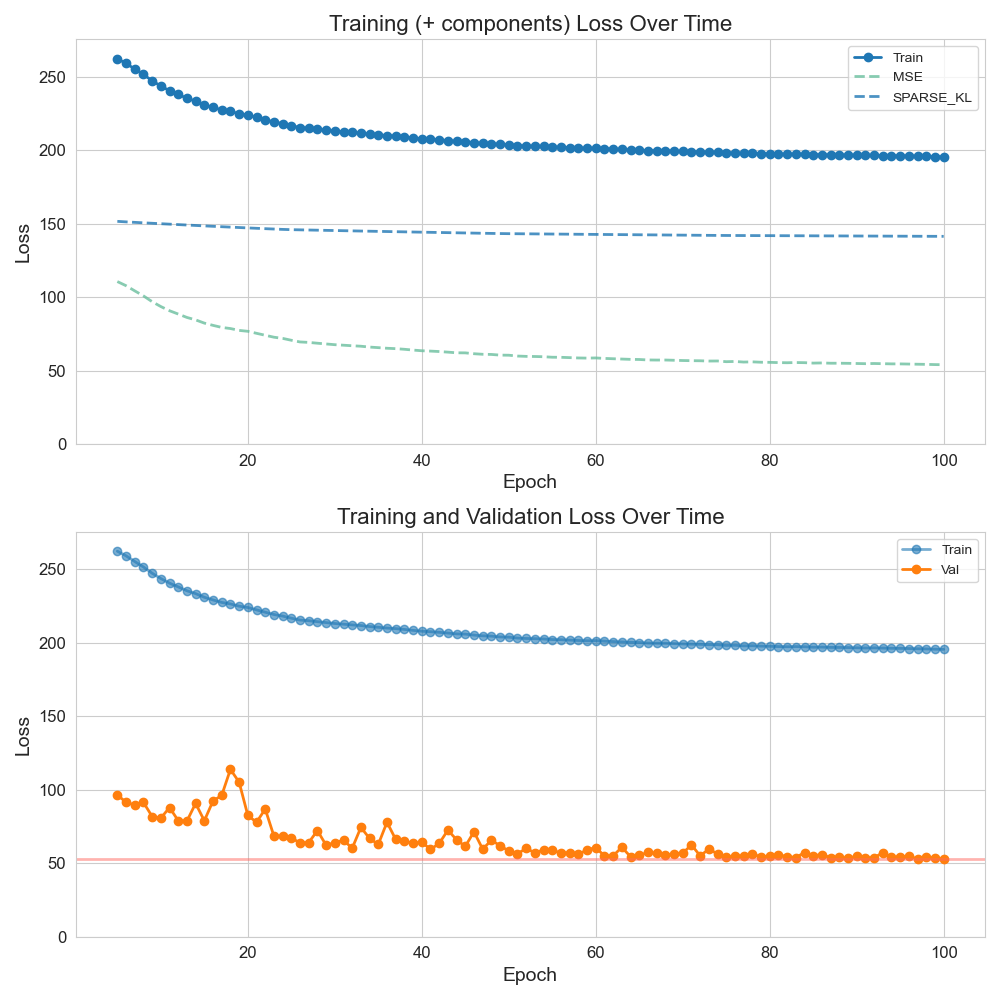 Training (+ components) Loss Over Time
250
200
150
100
50
0
Loss
Train
MSE
SPARSE_KL
20 40 60 80 100
Epoch
Training and Validation Loss Over Time
250
200
150
100
50
0
Loss
Train
Val
20 40 60 80 100
Epoch